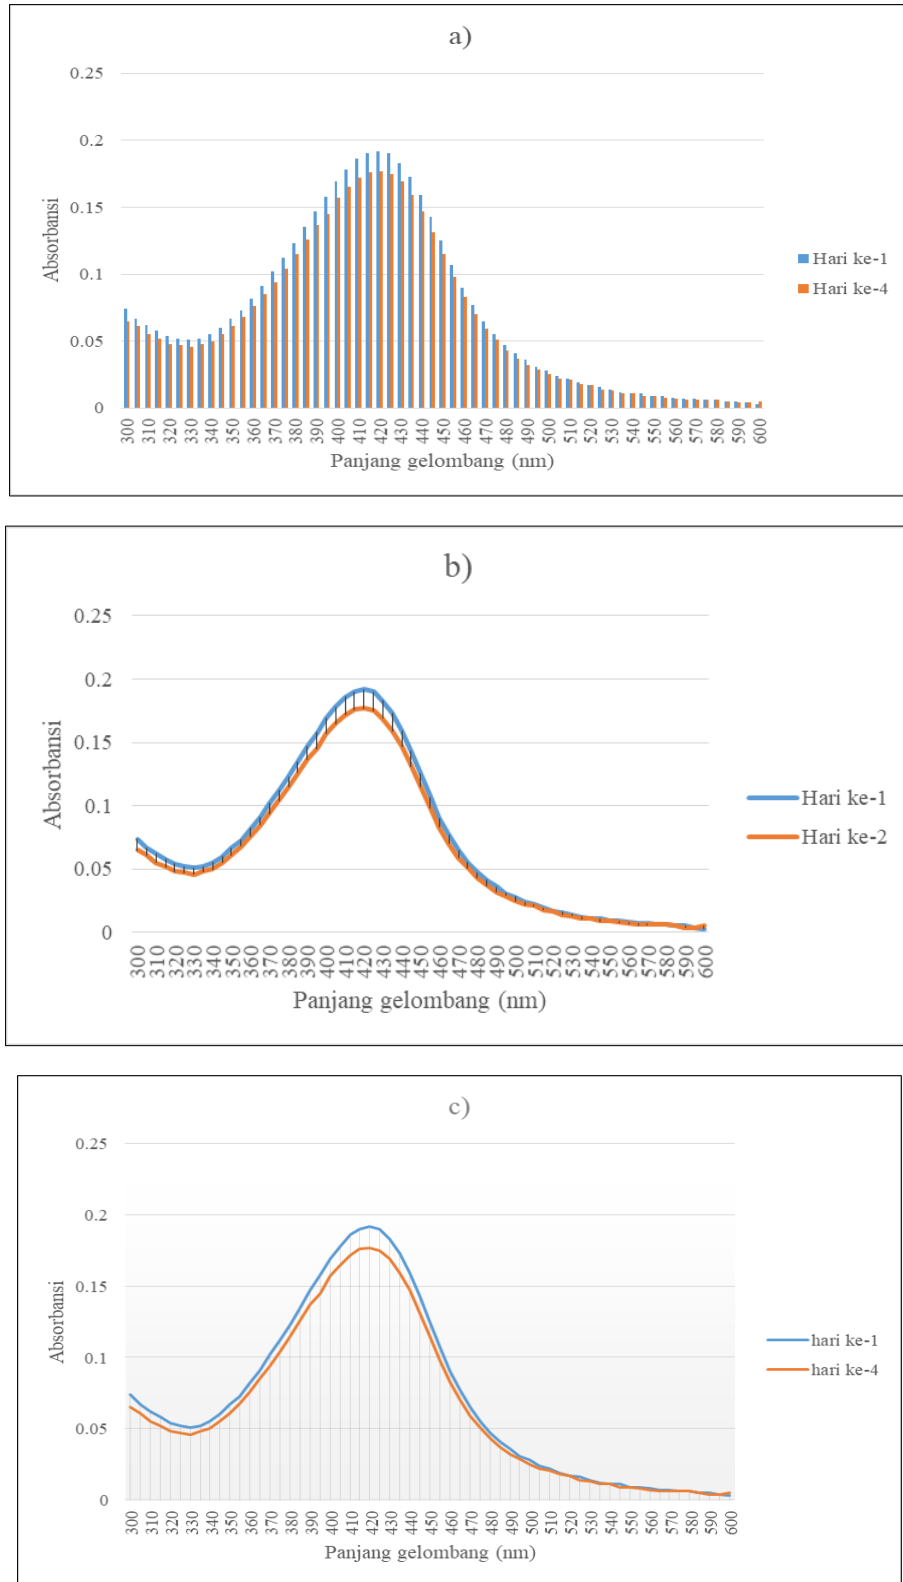 a)
0.25
0.2
0.15
0.1
0.05
0
Absorbansi
300 310 320 330 340 350 360 370 380 390 400 410 420 430 440 450 460 470 480 490 500 510 520 530 540 550 560 570 580 590 600
Panjang gelombang (nm)
Hari ke-1
Hari ke-4
b)
0.25
0.2
0.15
0.1
0.05
0
Absorbansi
300 310 320 330 340 350 360 370 380 390 400 410 420 430 440 450 460 470 480 490 500 510 520 530 540 550 560 570 580 590 600
Panjang gelombang (nm)
Hari ke-1
Hari ke-2
c)
0.25
0.2
0.15
0.1
0.05
0
Absorbansi
300 310 320 330 340 350 360 370 380 390 400 410 420 430 440 450 460 470 480 490 500 510 520 530 540 550 560 570 580 590 600
Panjang gelombang (nm)
hari ke-1
hari ke-4